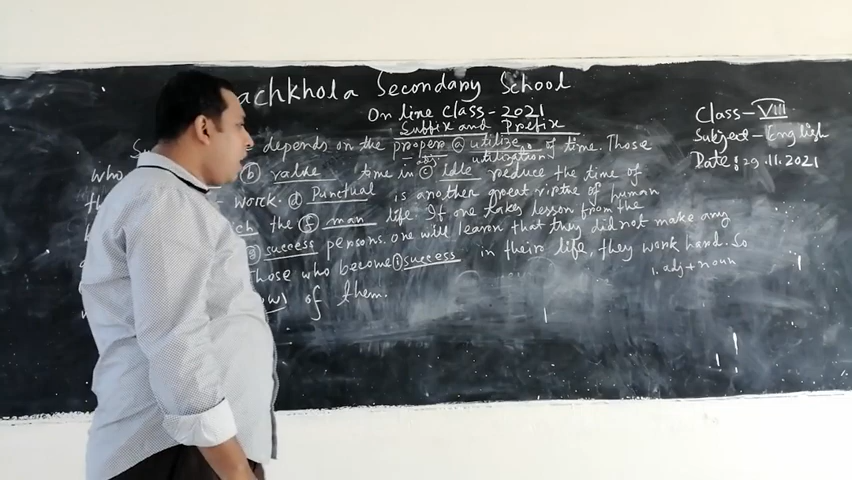 achkhola Secondary School
On line class - 2021
Suffix and Prefix
Class - VIII
Subject - English
Date: 29.11.2021
depends on the proper (a) utilize of time. Those
utilization
who (b) value time in (c) Idle reduce the time of
work. (d) Punctual is another great virtue of human
the (f) man life. If one takes lesson from the
(g) success persons. one will learn that they did not make any
those who become (i) success in their life, they work hard. So
of them.
1. adj + noun